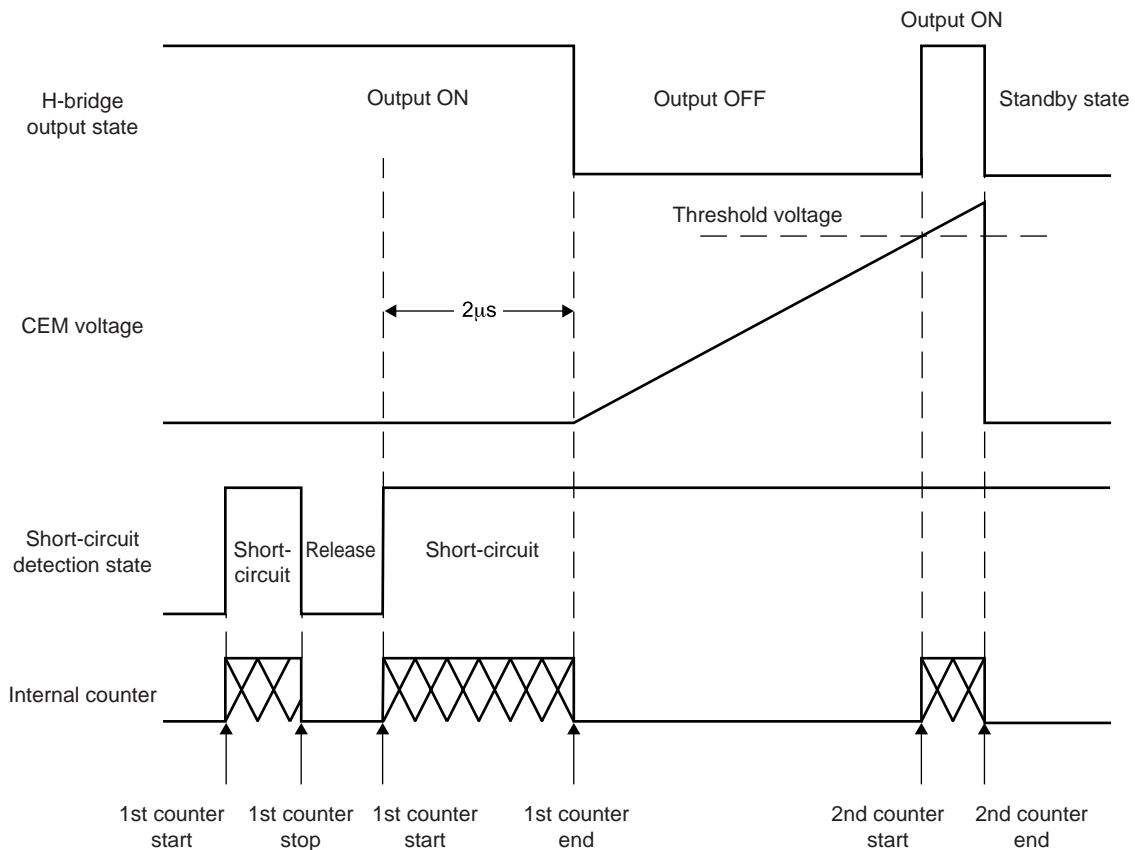 Output ON
H-bridge
output state
Output ON
Output OFF
Standby state
Threshold voltage
2μs
CEM voltage
Short-circuit
detection state
Short-
circuit
Release
Short-circuit
Internal counter
1st counter
start
1st counter
stop
1st counter
start
1st counter
end
2nd counter
start
2nd counter
end